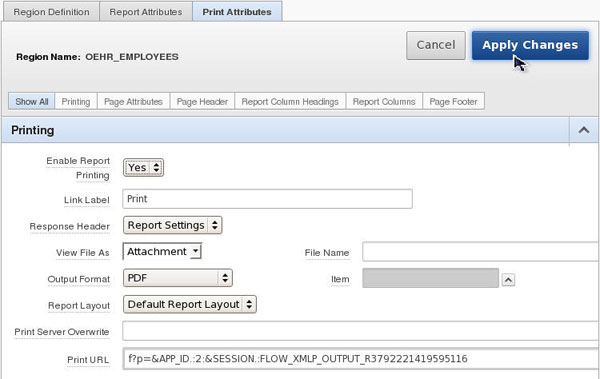 Region Definition Report Attributes Print Attributes
Region Name: OEHR_EMPLOYEES Cancel Apply Changes
Show All Printing Page Attributes Page Header Report Column Headings Report Columns Page Footer
Printing
Enable Report Printing Yes
Link Label Print
Response Header Report Settings
View File As Attachment File Name
Output Format PDF Item
Report Layout Default Report Layout
Print Server Overwrite
Print URL f?p=&APP_ID.:2:&SESSION.:FLOW_XMLP_OUTPUT_R3792221419595116